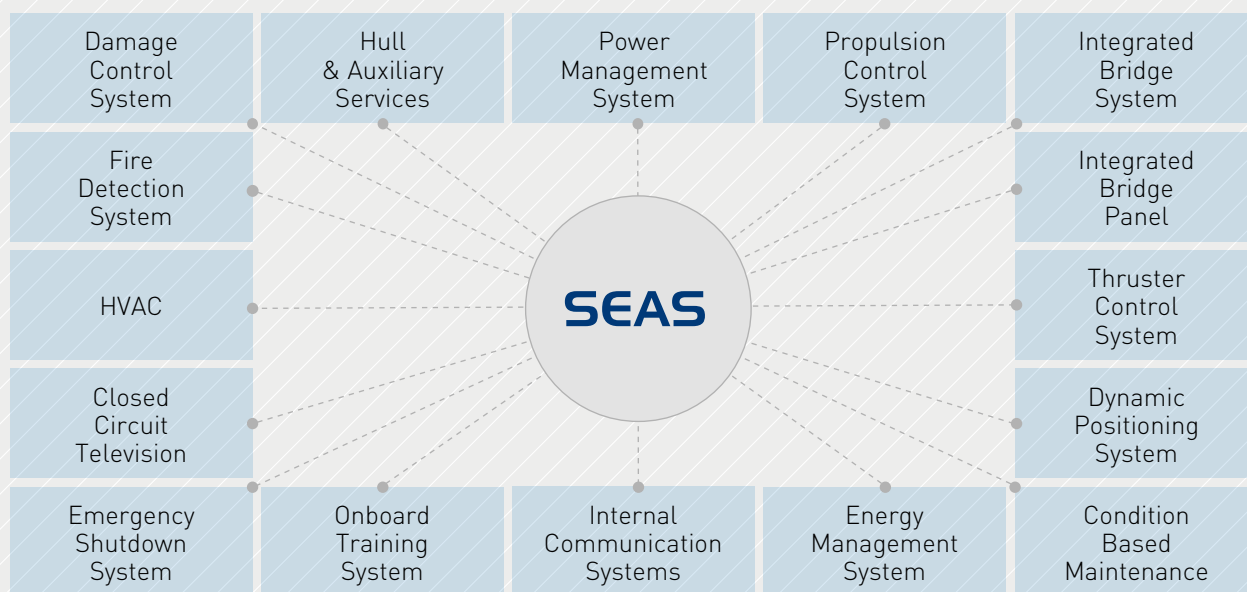 Damage
Control
System
Hull
& Auxiliary
Services
Power
Management
System
Propulsion
Control
System
Integrated
Bridge
System
Fire
Detection
System
Integrated
Bridge
Panel
HVAC
SEAS
Thruster
Control
System
Closed
Circuit
Television
Dynamic
Positioning
System
Emergency
Shutdown
System
Onboard
Training
System
Internal
Communication
Systems
Energy
Management
System
Condition
Based
Maintenance